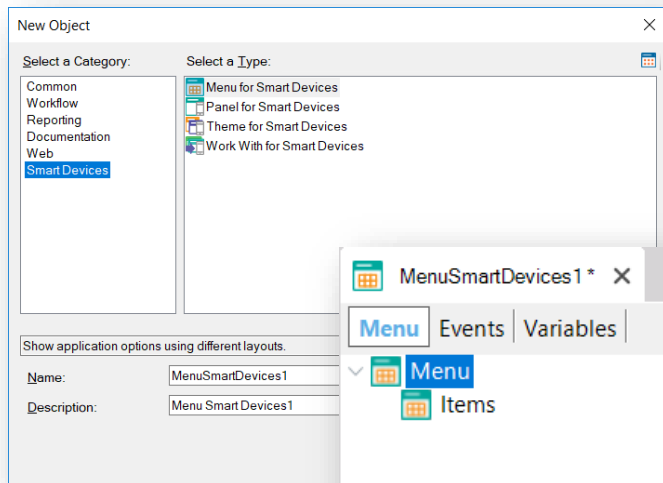 New Object
Select a Category:
Select a Type:
Common
Workflow
Reporting
Documentation
Web
Smart Devices
Menu for Smart Devices
Panel for Smart Devices
Theme for Smart Devices
Work With for Smart Devices
Show application options using different layouts.
Name:
MenuSmartDevices1
Description:
Menu Smart Devices1
MenuSmartDevices1 *
Menu Events Variables
Menu
Items